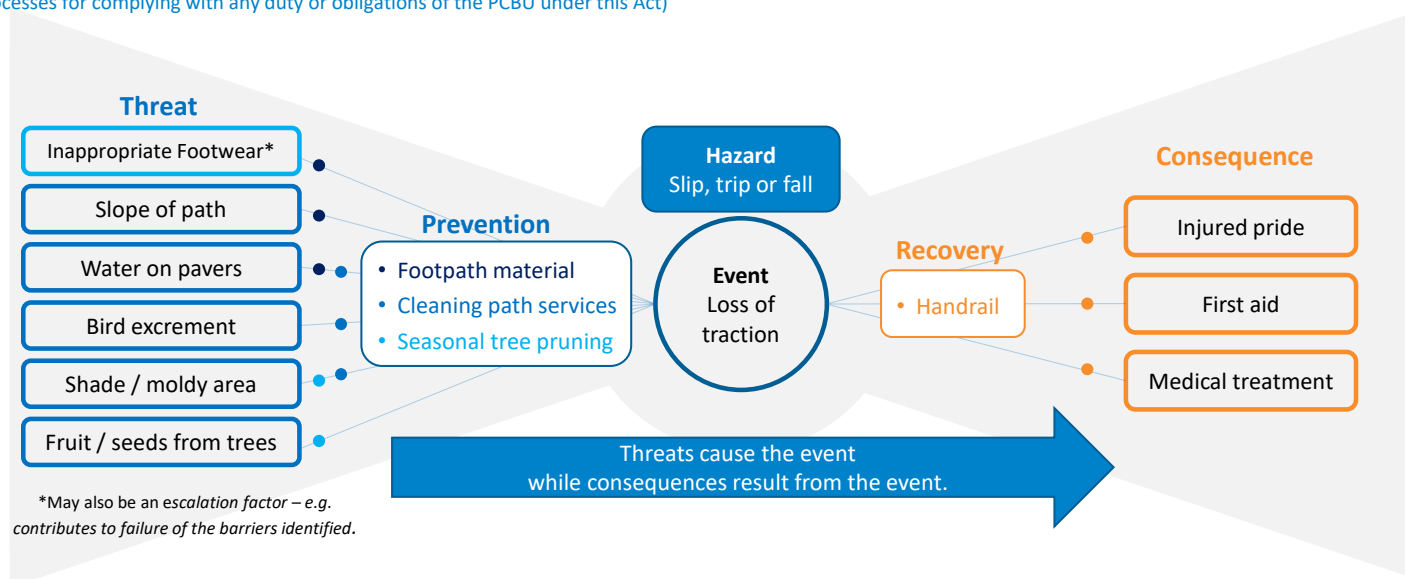 ocesses for complying with any duty or obligations of the PCBU under this Act)
Threat
Inappropriate Footwear*
Slope of path
Water on pavers
Bird excrement
Shade / moldy area
Fruit / seeds from trees
*May also be an escalation factor – e.g.
contributes to failure of the barriers identified.
Prevention
• Footpath material
• Cleaning path services
• Seasonal tree pruning
Hazard
Slip, trip or fall
Event
Loss of
traction
Recovery
• Handrail
Consequence
Injured pride
First aid
Medical treatment
Threats cause the event
while consequences result from the event.